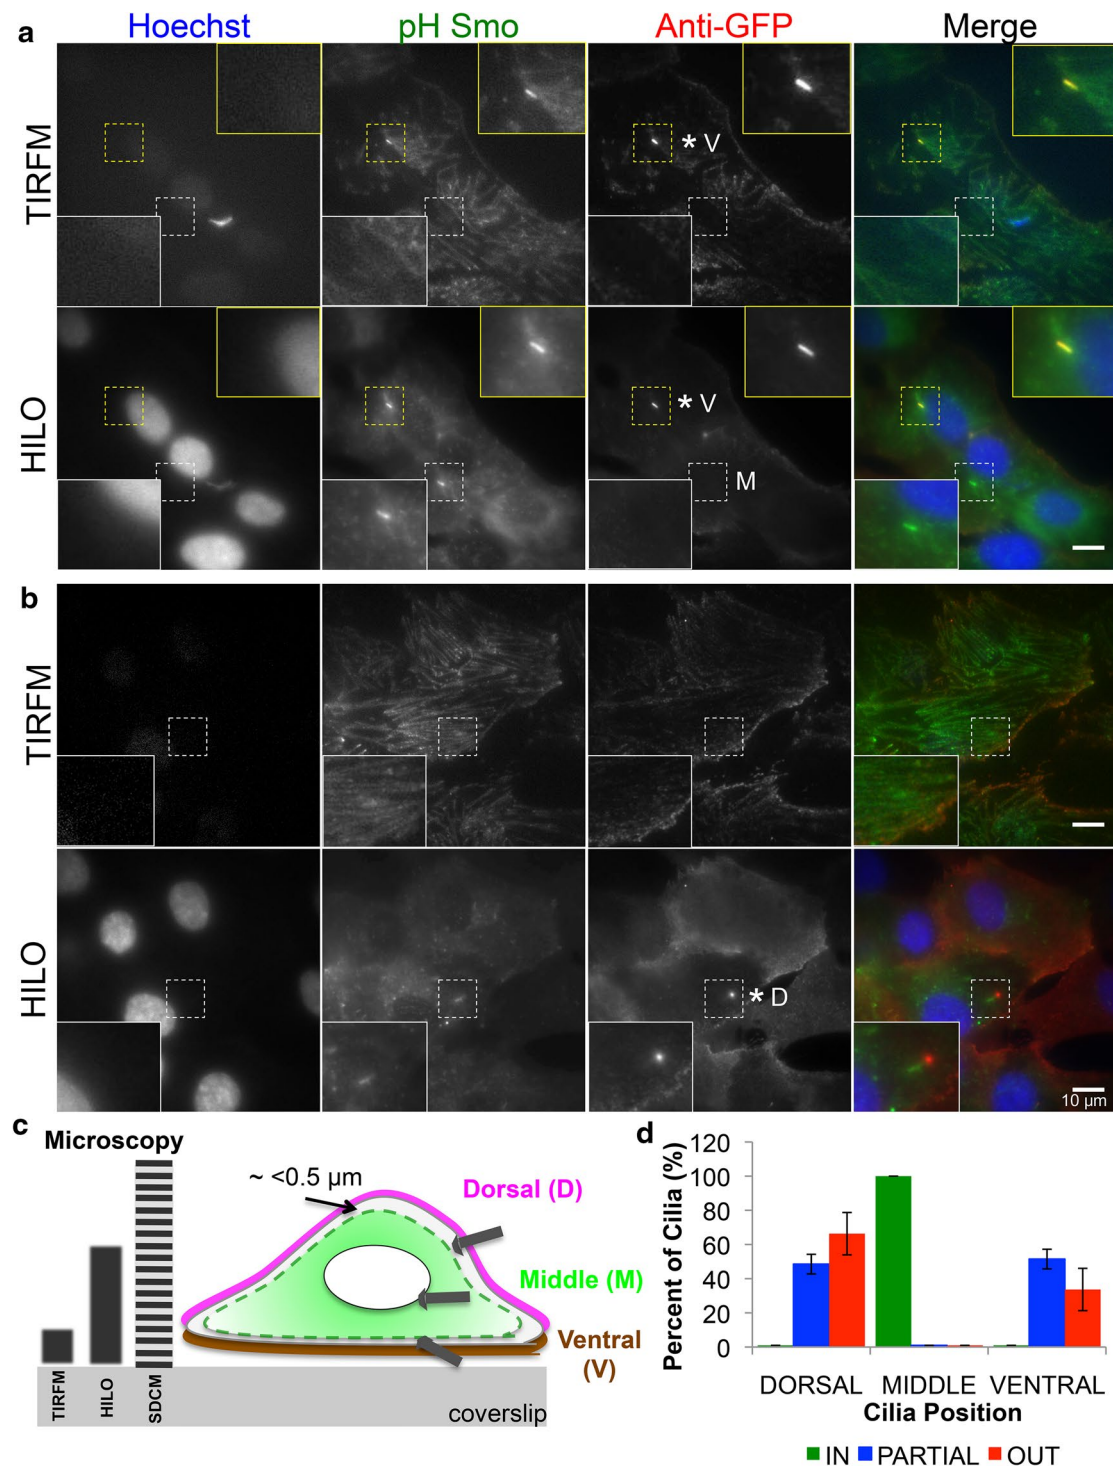 a
Hoechst pH Smo Anti-GFP Merge
TIRFM
* V
HILO
* V
M
b
TIRFM
HILO
* D
10 µm
c
Microscopy
~ <0.5 µm
Dorsal (D)
Middle (M)
Ventral
(V)
TIRFM
HILO
SDCM
coverslip
d
Percent of Cilia (%)
120
100
80
60
40
20
0
DORSAL MIDDLE VENTRAL
Cilia Position
IN PARTIAL OUT